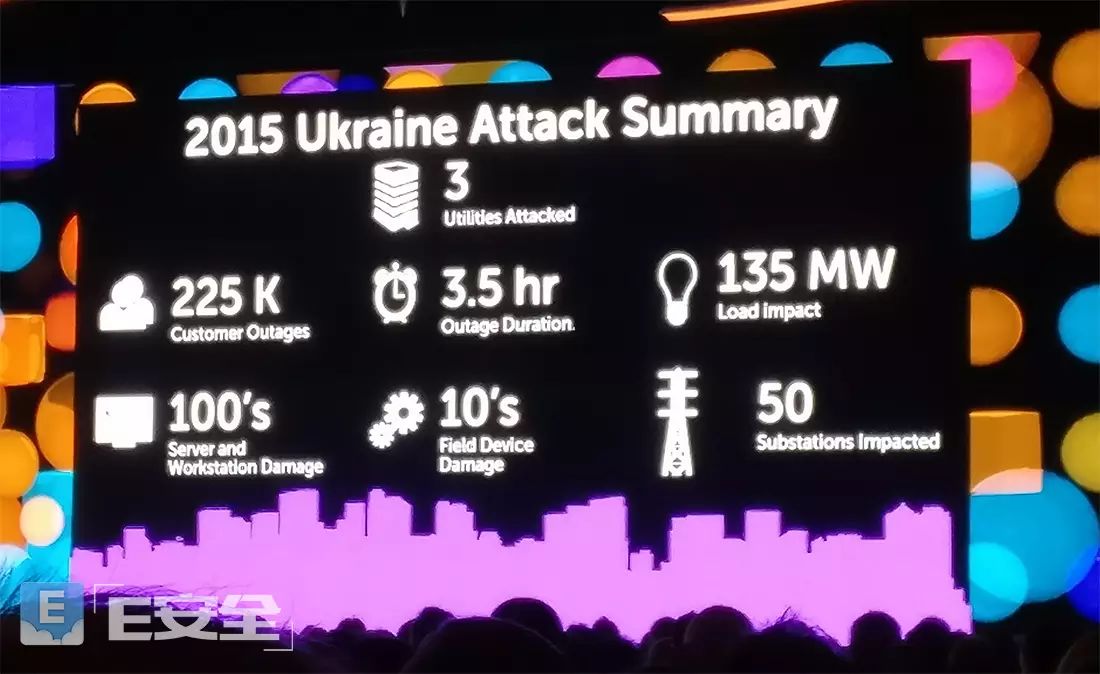 2015 Ukraine Attack Summary
3
Utilities Attacked
225 K
Customer Outages
3.5 hr
Outage Duration.
135 MW
Load impact
100's
Server and
Workstation Damage
10's
Field Device
Damage
50
Substations Impacted
E
E安全